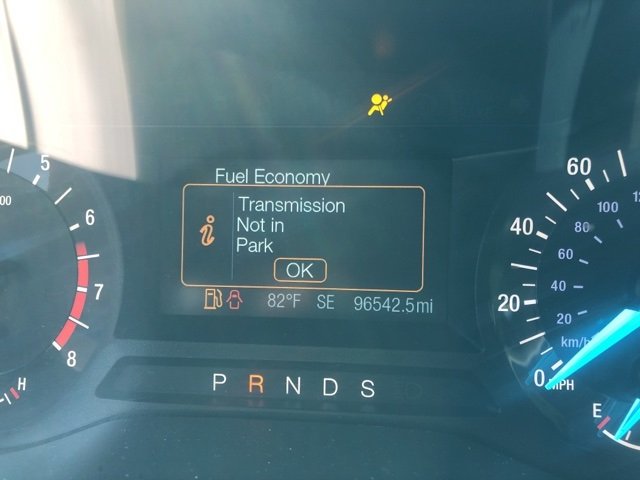 Fuel Economy
Transmission
Not in
Park
OK
82°F SE 96542.5mi
P R N D S
5
6
7
8
H
60
40
20
0 MPH
100
80
60
40
20
km/h
E